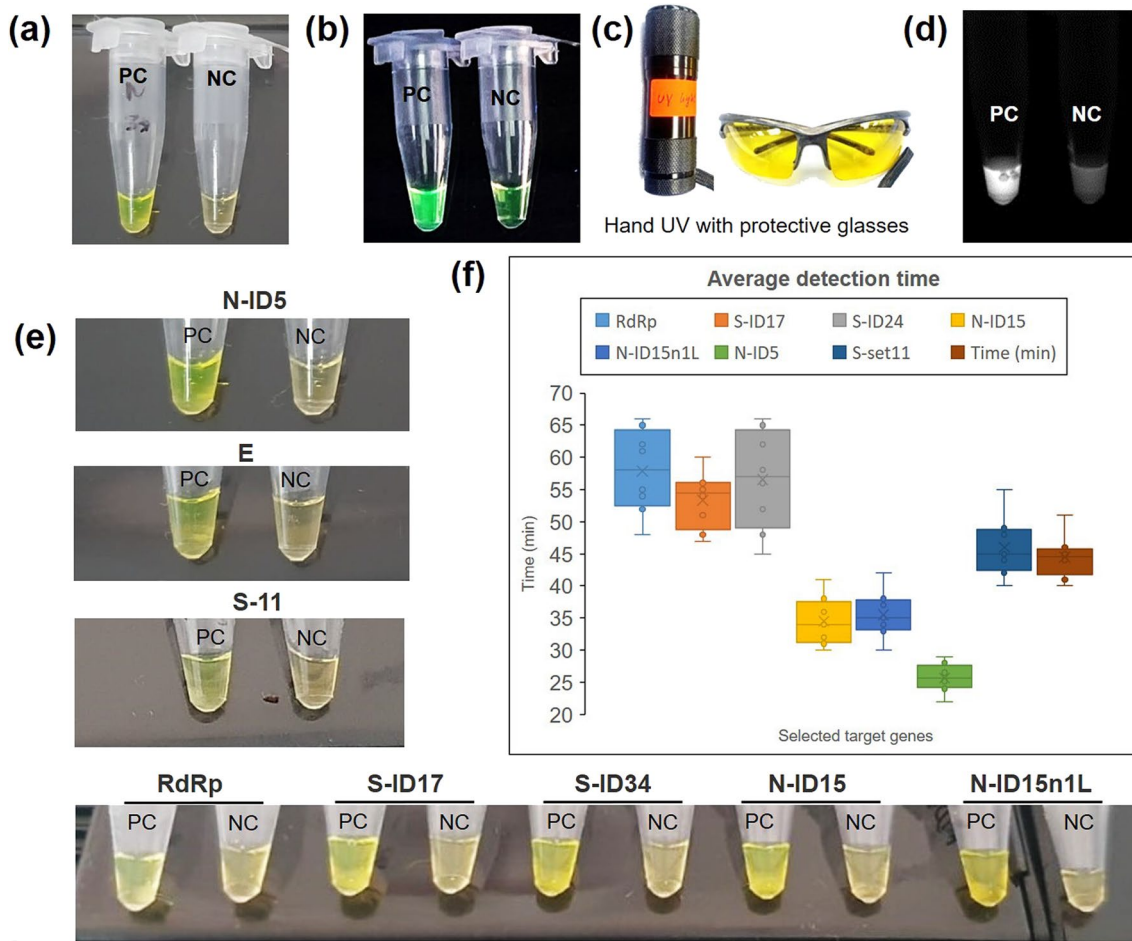 (a)
PC
NC
N
(b)
PC
NC
(c)
UV light
Hand UV with protective glasses
(d)
PC
NC
(e)
N-ID5
PC
NC
E
PC
NC
S-11
PC
NC
(f)
Average detection time
RdRp
S-ID17
S-ID24
N-ID15
N-ID15n1L
N-ID5
S-set11
Time (min)
Time (min)
70
65
60
55
50
45
40
35
30
25
20
Selected target genes
RdRp
S-ID17
S-ID34
N-ID15
N-ID15n1L
PC
NC
PC
NC
PC
NC
PC
NC
PC
NC